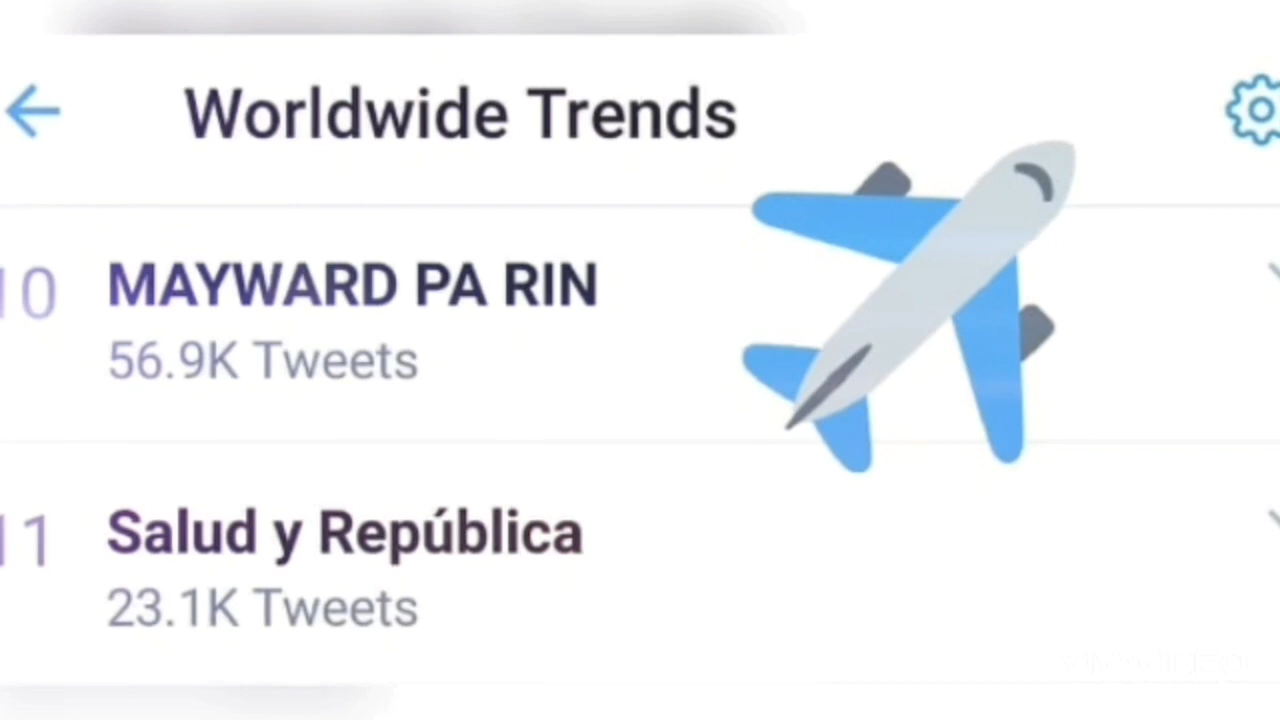 Worldwide Trends
10 MAYWARD PA RIN
56.9K Tweets
11 Salud y República
23.1K Tweets